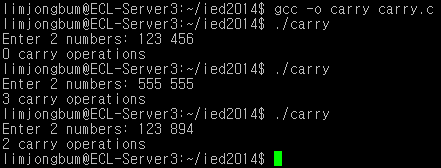 limjongbum@ECL-Server3:~/ied2014$ gcc -o carry carry.c
limjongbum@ECL-Server3:~/ied2014$ ./carry
Enter 2 numbers: 123 456
0 carry operations
limjongbum@ECL-Server3:~/ied2014$ ./carry
Enter 2 numbers: 555 555
3 carry operations
limjongbum@ECL-Server3:~/ied2014$ ./carry
Enter 2 numbers: 123 894
2 carry operations
limjongbum@ECL-Server3:~/ied2014$